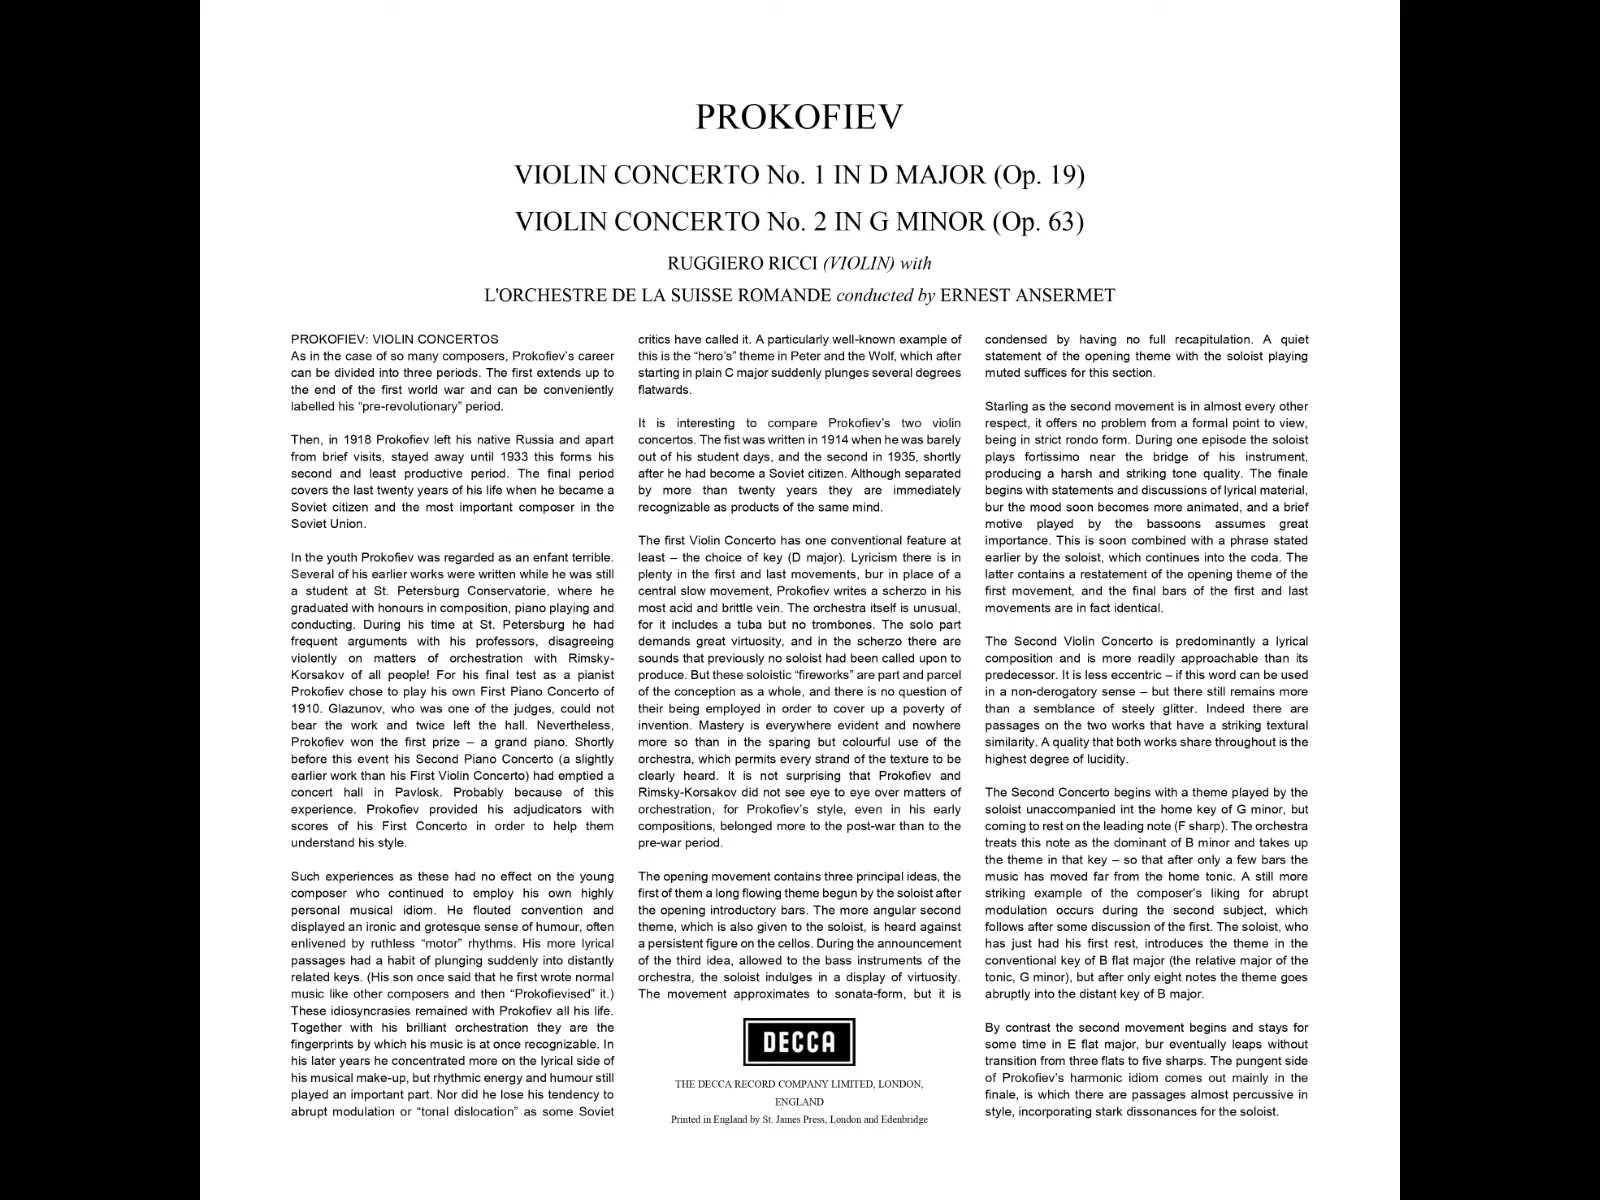 PROKOFIEV
VIOLIN CONCERTO No. 1 IN D MAJOR (Op. 19)
VIOLIN CONCERTO No. 2 IN G MINOR (Op. 63)
RUGGIERO RICCI (VIOLIN) with
L'ORCHESTRE DE LA SUISSE ROMANDE conducted by ERNEST ANSERMET
PROKOFIEV: VIOLIN CONCERTOS
As in the case of so many composers, Prokofiev’s career
can be divided into three periods. The first extends up to
the end of the first world war and can be conveniently
labelled his “pre-revolutionary” period.
Then, in 1918 Prokofiev left his native Russia and apart
from brief visits, stayed away until 1933 this forms his
second and least productive period. The final period
covers the last twenty years of his life when he became a
Soviet citizen and the most important composer in the
Soviet Union.
In the youth Prokofiev was regarded as an enfant terrible.
Several of his earlier works were written while he was still
a student at St. Petersburg Conservatorie, where he
graduated with honours in composition, piano playing and
conducting. During his time at St. Petersburg he had
frequent arguments with his professors, disagreeing
violently on matters of orchestration with Rimsky-
Korsakov of all people! For his final test as a pianist
Prokofiev chose to play his own First Piano Concerto of
1910. Glazunov, who was one of the judges, could not
bear the work and twice left the hall. Nevertheless,
Prokofiev won the first prize – a grand piano. Shortly
before this event his Second Piano Concerto (a slightly
earlier work than his First Violin Concerto) had emptied a
concert hall in Pavlosk. Probably because of this
experience. Prokofiev provided his adjudicators with
scores of his First Concerto in order to help them
understand his style.
Such experiences as these had no effect on the young
composer who continued to employ his own highly
personal musical idiom. He flouted convention and
displayed an ironic and grotesque sense of humour, often
enlivened by ruthless “motor” rhythms. His more lyrical
passages had a habit of plunging suddenly into distantly
related keys. (His son once said that he first wrote normal
music like other composers and then “Prokofievised” it.)
These idiosyncrasies remained with Prokofiev all his life.
Together with his brilliant orchestration they are the
fingerprints by which his music is at once recognizable. In
his later years he concentrated more on the lyrical side of
his musical make-up, but rhythmic energy and humour still
played an important part. Nor did he lose his tendency to
abrupt modulation or “tonal dislocation” as some Soviet
critics have called it. A particularly well-known example of
this is the “hero’s” theme in Peter and the Wolf, which after
starting in plain C major suddenly plunges several degrees
flatwards.
It is interesting to compare Prokofiev’s two violin
concertos. The fist was written in 1914 when he was barely
out of his student days, and the second in 1935, shortly
after he had become a Soviet citizen. Although separated
by more than twenty years they are immediately
recognizable as products of the same mind.
The first Violin Concerto has one conventional feature at
least – the choice of key (D major). Lyricism there is in
plenty in the first and last movements, bur in place of a
central slow movement, Prokofiev writes a scherzo in his
most acid and brittle vein. The orchestra itself is unusual,
for it includes a tuba but no trombones. The solo part
demands great virtuosity, and in the scherzo there are
sounds that previously no soloist had been called upon to
produce. But these soloistic “fireworks” are part and parcel
of the conception as a whole, and there is no question of
their being employed in order to cover up a poverty of
invention. Mastery is everywhere evident and nowhere
more so than in the sparing but colourful use of the
orchestra, which permits every strand of the texture to be
clearly heard. It is not surprising that Prokofiev and
Rimsky-Korsakov did not see eye to eye over matters of
orchestration, for Prokofiev’s style, even in his early
compositions, belonged more to the post-war than to the
pre-war period.
The opening movement contains three principal ideas, the
first of them a long flowing theme begun by the soloist after
the opening introductory bars. The more angular second
theme, which is also given to the soloist, is heard against
a persistent figure on the cellos. During the announcement
of the third idea, allowed to the bass instruments of the
orchestra, the soloist indulges in a display of virtuosity.
The movement approximates to sonata-form, but it is
DECCA
THE DECCA RECORD COMPANY LIMITED, LONDON,
ENGLAND
Printed in England by St. James Press, London and Edenbridge
condensed by having no full recapitulation. A quiet
statement of the opening theme with the soloist playing
muted suffices for this section.
Starling as the second movement is in almost every other
respect, it offers no problem from a formal point to view,
being in strict rondo form. During one episode the soloist
plays fortissimo near the bridge of his instrument,
producing a harsh and striking tone quality. The finale
begins with statements and discussions of lyrical material,
bur the mood soon becomes more animated, and a brief
motive played by the bassoons assumes great
importance. This is soon combined with a phrase stated
earlier by the soloist, which continues into the coda. The
latter contains a restatement of the opening theme of the
first movement, and the final bars of the first and last
movements are in fact identical.
The Second Violin Concerto is predominantly a lyrical
composition and is more readily approachable than its
predecessor. It is less eccentric – if this word can be used
in a non-derogatory sense – but there still remains more
than a semblance of steely glitter. Indeed there are
passages on the two works that have a striking textural
similarity. A quality that both works share throughout is the
highest degree of lucidity.
The Second Concerto begins with a theme played by the
soloist unaccompanied int the home key of G minor, but
coming to rest on the leading note (F sharp). The orchestra
treats this note as the dominant of B minor and takes up
the theme in that key – so that after only a few bars the
music has moved far from the home tonic. A still more
striking example of the composer’s liking for abrupt
modulation occurs during the second subject, which
follows after some discussion of the first. The soloist, who
has just had his first rest, introduces the theme in the
conventional key of B flat major (the relative major of the
tonic, G minor), but after only eight notes the theme goes
abruptly into the distant key of B major.
By contrast the second movement begins and stays for
some time in E flat major, but eventually leaps without
transition from three flats to five sharps. The pungent side
of Prokofiev’s harmonic idiom comes out mainly in the
finale, is which there are passages almost percussive in
style, incorporating stark dissonances for the soloist.